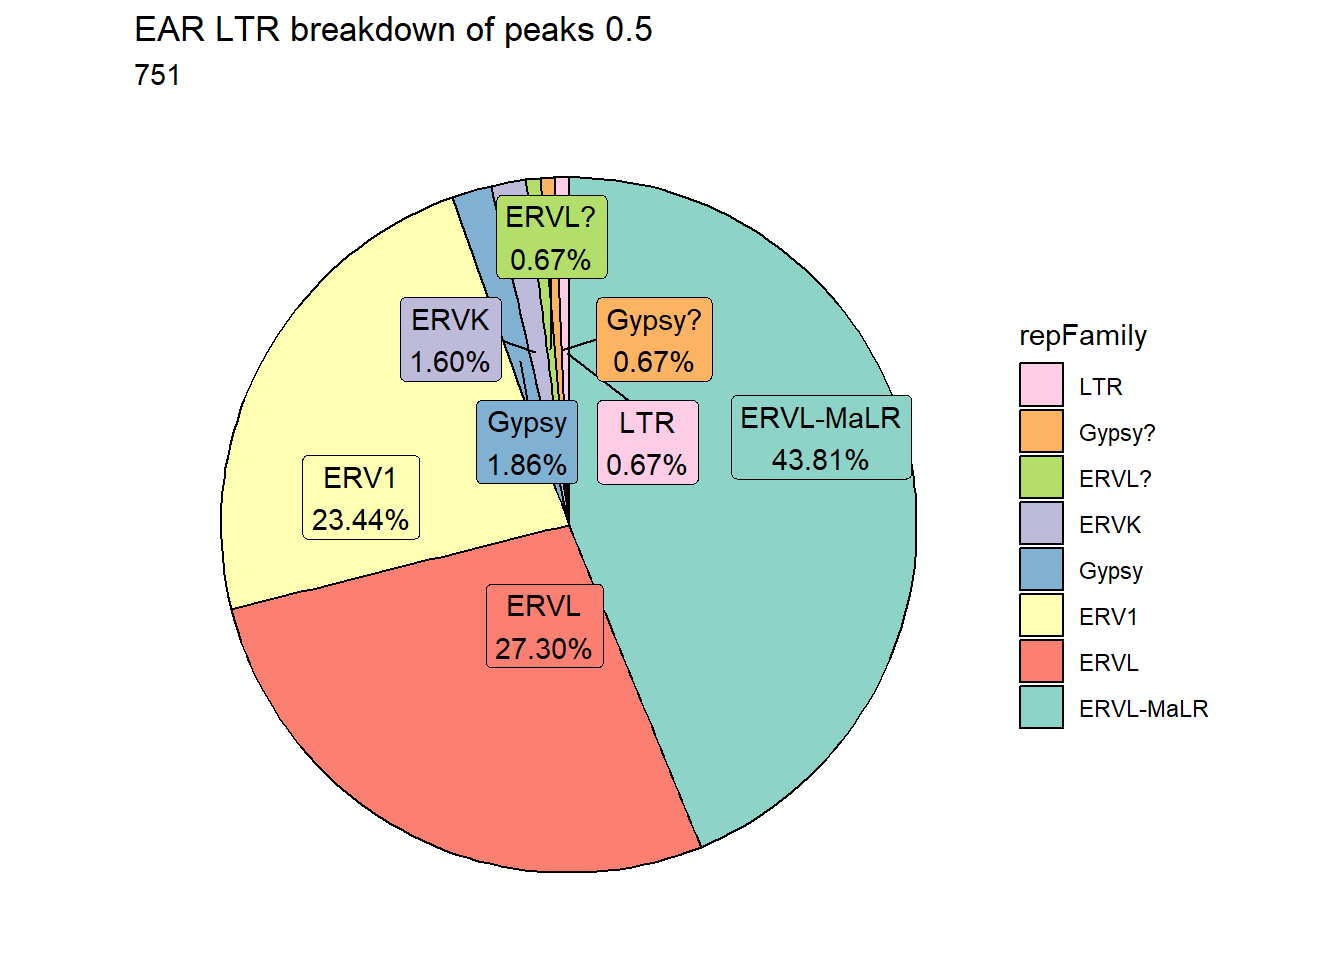 EAR LTR breakdown of peaks 0.5
751
ERVL?
0.67%
ERVK
1.60%
Gypsy?
0.67%
Gypsy
1.86%
LTR
0.67%
ERVL-MaLR
43.81%
ERV1
23.44%
ERVL
27.30%
repFamily
LTR
Gypsy?
ERVL?
ERVK
Gypsy
ERV1
ERVL
ERVL-MaLR